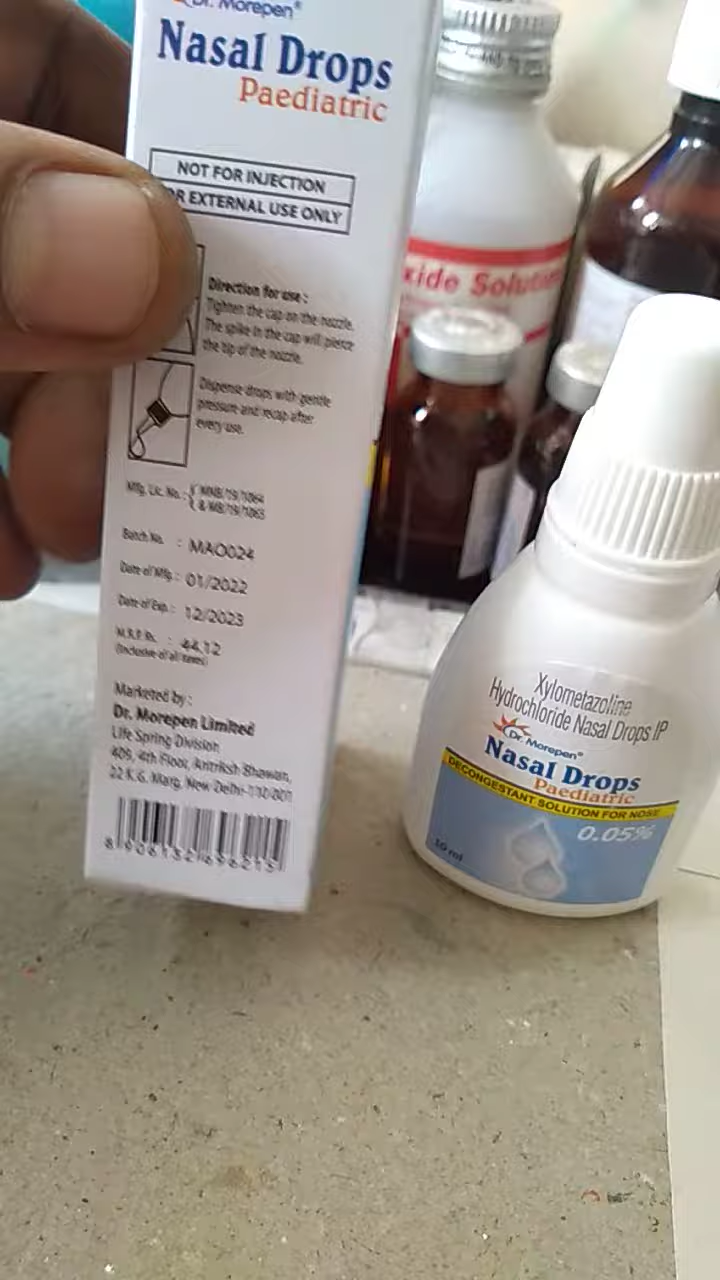 Dr. Morepen®
Nasal Drops
Paediatric
NOT FOR INJECTION
EXTERNAL USE ONLY
Direction for use :
Tighten the cap on the nozzle.
The spike in the cap will pierce
the tip of the nozzle.
Dispense drops with gentle
pressure and recap after
every use.
Mfg. Lic. No. : MNB/19/1064
& MB/19/1063
Batch No. : MAO024
Date of Mfg : 01/2022
Date of Exp. : 12/2023
M.R.P. Rs. : 44.12
(Inclusive of all taxes)
Marketed by :
Dr. Morepen Limited
Life Spring Division
409, 4th Floor, Antriksh Bhawan,
22 K.G. Marg, New Delhi-110 001
Solution
Xylometazoline
Hydrochloride Nasal Drops IP
Dr. Morepen®
Nasal Drops
Paediatric
DECONGESTANT SOLUTION FOR NOSE
0.05%
10 ml